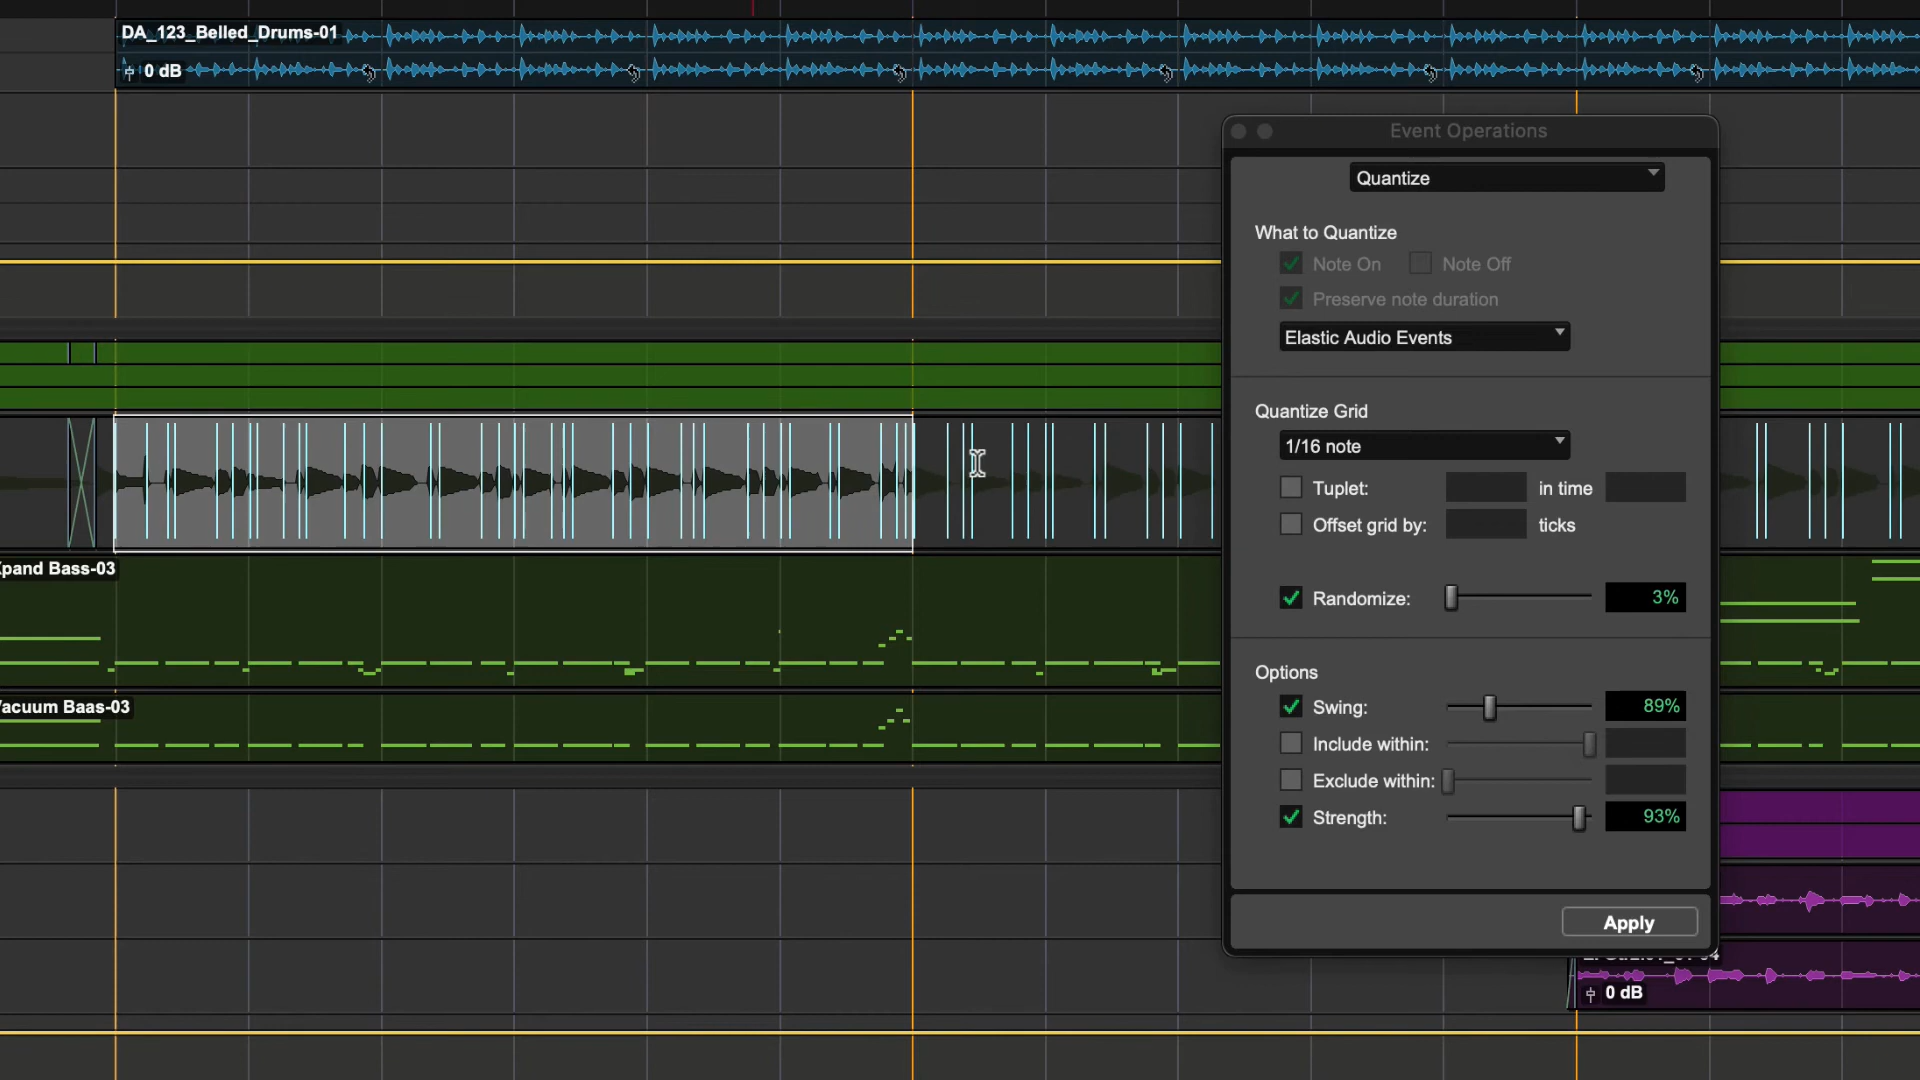 DA_123_Belled_Drums-01
0 dB
Event Operations
Quantize
What to Quantize
Note On
Note Off
Preserve note duration
Elastic Audio Events
Quantize Grid
1/16 note
Tuplet:
in time
Offset grid by:
ticks
Randomize:
3%
Options
Swing:
89%
Include within:
Exclude within:
Strength:
93%
Apply
pand Bass-03
acuum Baas-03
0 dB